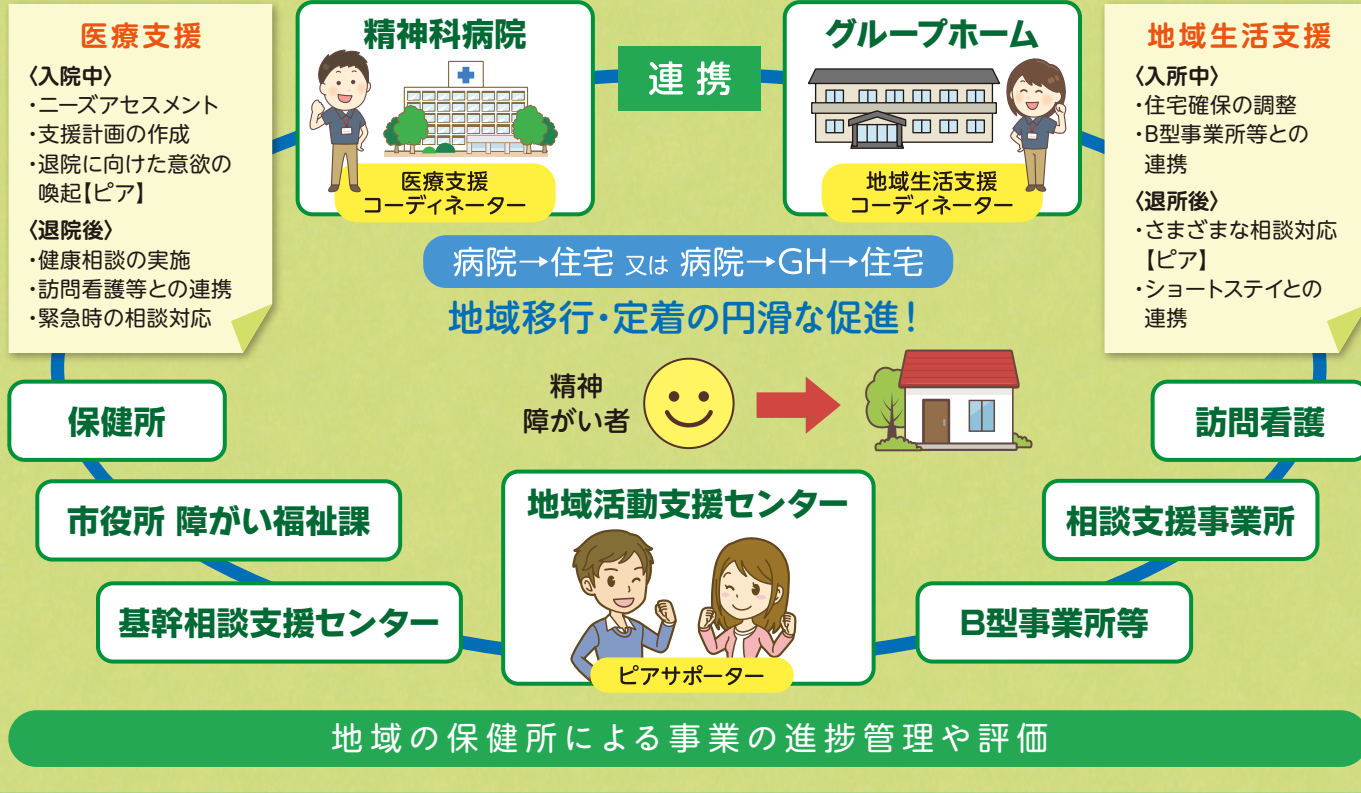 医療支援
〈入院中〉
・ニーズアセスメント
・支援計画の作成
・退院に向けた意欲の
喚起【ピア】
〈退院後〉
・健康相談の実施
・訪問看護等との連携
・緊急時の相談対応
精神科病院
医療支援
コーディネーター
連携
グループホーム
地域生活支援
コーディネーター
地域生活支援
〈入所中〉
・住宅確保の調整
・B型事業所等との
連携
〈退所後〉
・さまざまな相談対応
【ピア】
・ショートステイとの
連携
病院→住宅 又は 病院→GH→住宅
地域移行・定着の円滑な促進！
精神
障がい者
保健所
市役所 障がい福祉課
基幹相談支援センター
地域活動支援センター
ピアサポーター
訪問看護
相談支援事業所
B型事業所等
地域の保健所による事業の進捗管理や評価